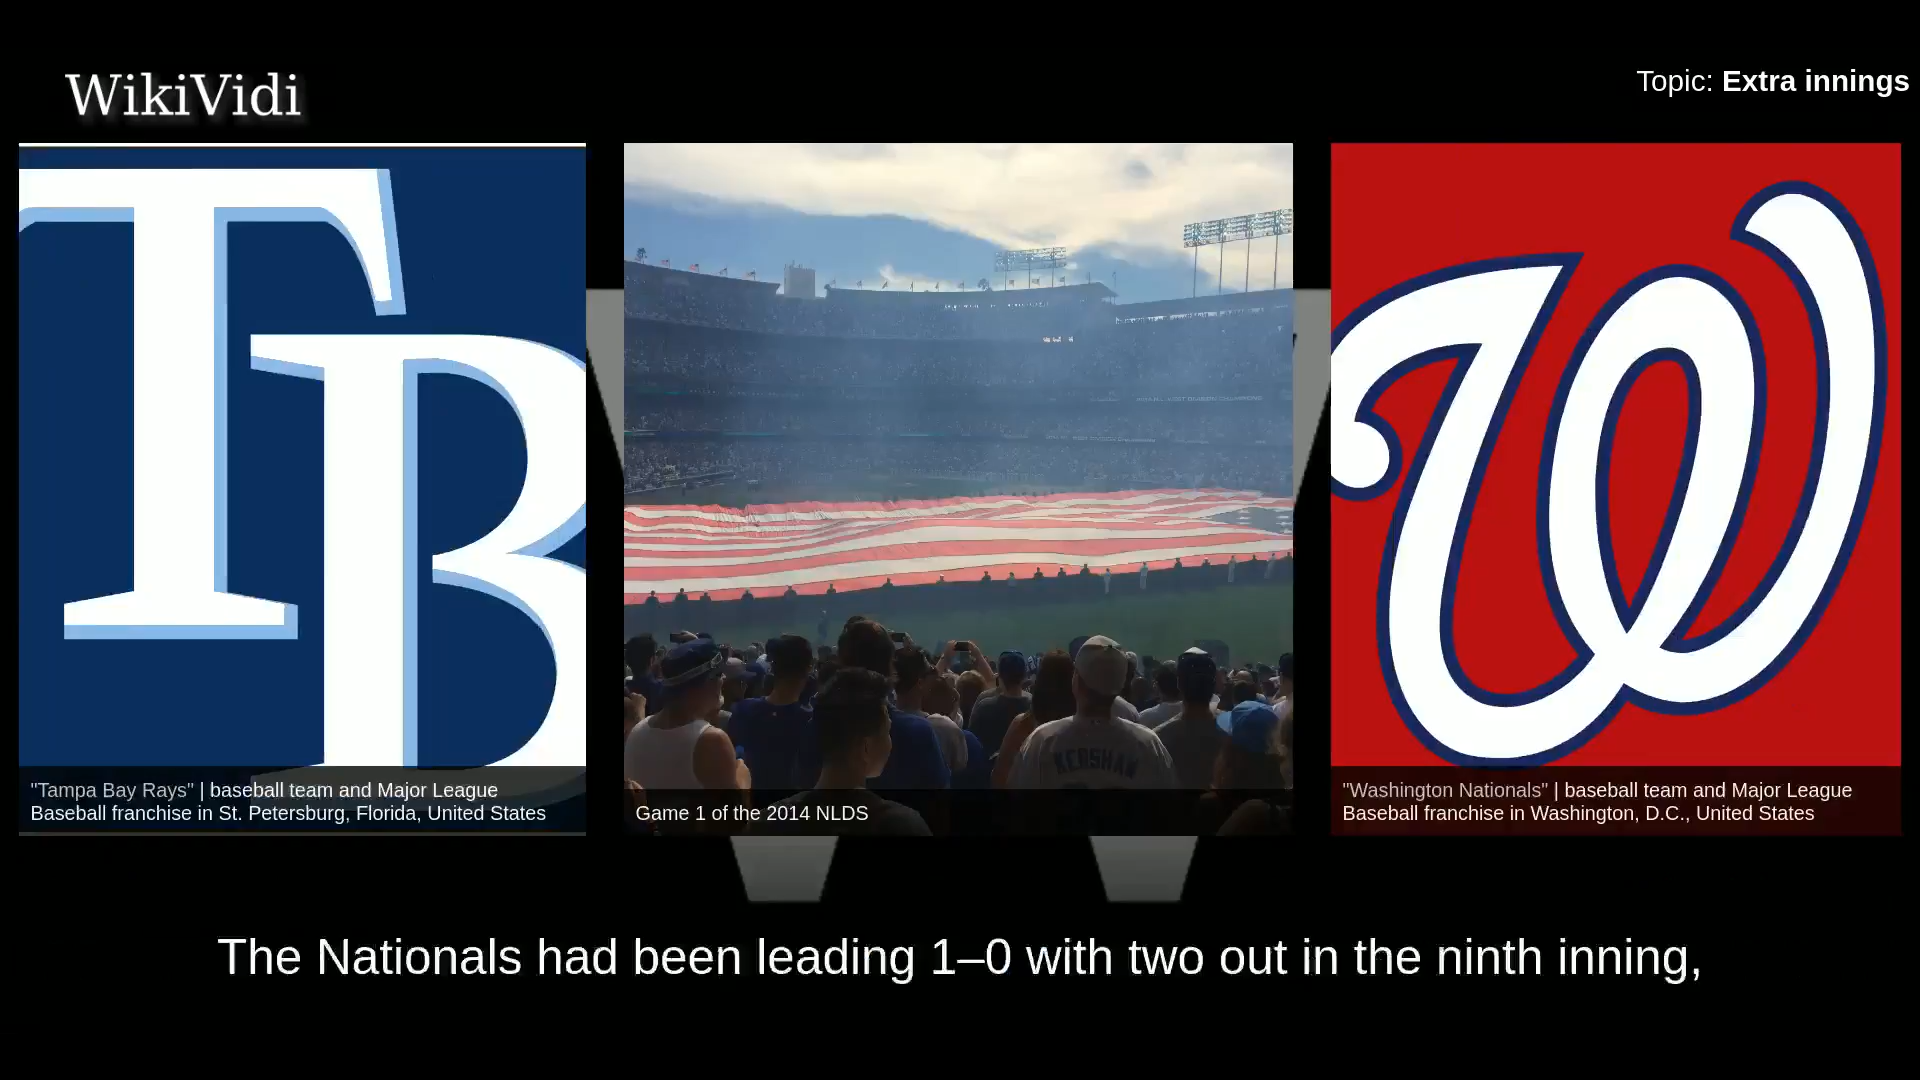 WikiVidi
Topic: Extra innings
TB
W
"Tampa Bay Rays" | baseball team and Major League
Baseball franchise in St. Petersburg, Florida, United States
KERSHAW
Game 1 of the 2014 NLDS
"Washington Nationals" | baseball team and Major League
Baseball franchise in Washington, D.C., United States
The Nationals had been leading 1–0 with two out in the ninth inning,